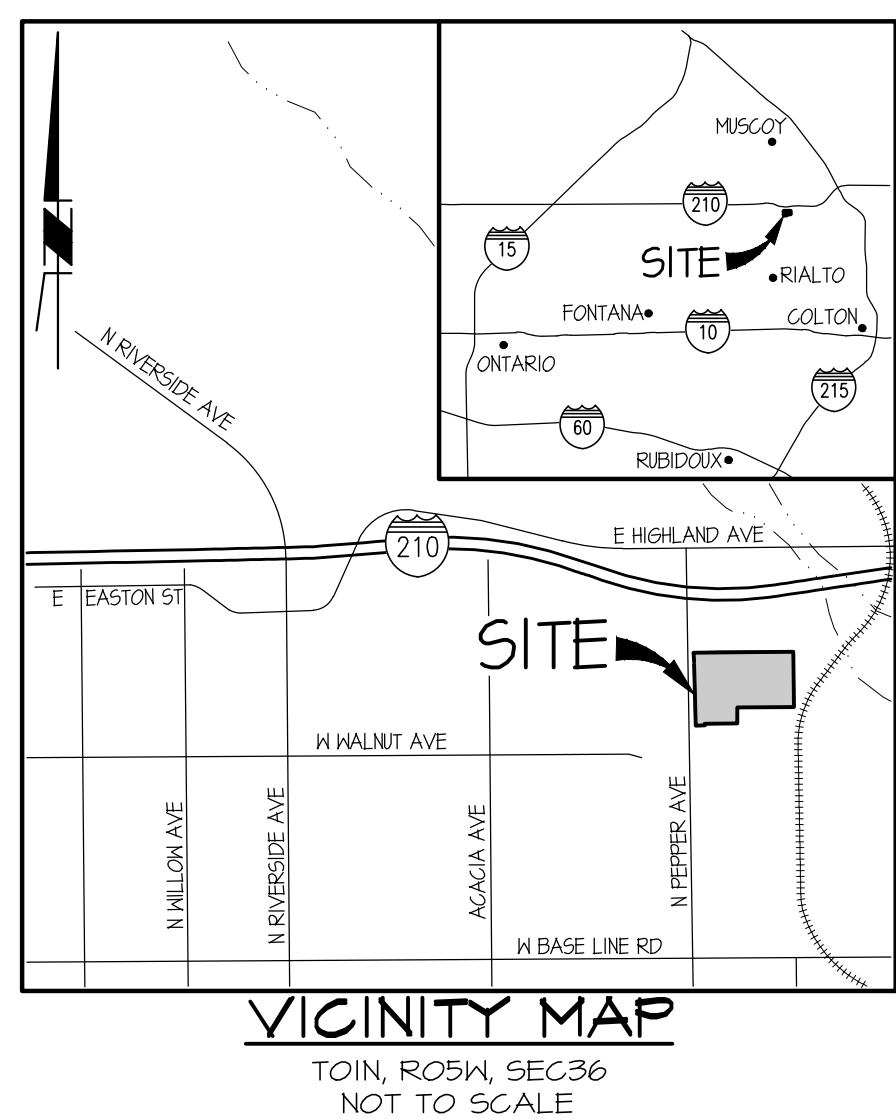 MUSCOY
210
15
SITE
RIALTO
FONTANA
COLTON
10
ONTARIO
215
60
RUBIDOUX
N RIVERSIDE AVE
E HIGHLAND AVE
210
E EASTON ST
SITE
W WALNUT AVE
N WILLOW AVE
N RIVERSIDE AVE
ACACIA AVE
N PEPPER AVE
W BASE LINE RD
VICINITY MAP
TOIN, RO5W, SEC36
NOT TO SCALE